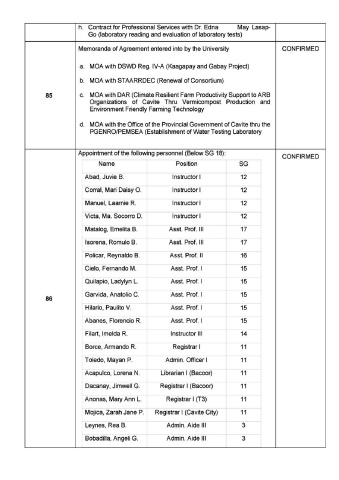 h. Contract for Professional Services with Dr. Edna May Lasap-
Go (laboratory reading and evaluation of laboratory tests)
85
Memoranda of Agreement entered into by the University
CONFIRMED
a. MOA with DSWD Reg. IV-A (Kaagapay and Gabay Project)
b. MOA with STAARRDEC (Renewal of Consortium)
c. MOA with DAR (Climate Resilient Farm Productivity Support to ARB
Organizations of Cavite Thru Vermicompost Production and
Environment Friendly Farming Technology
d. MOA with the Office of the Provincial Government of Cavite thru the
PGENRO/PEMSEA (Establishment of Water Testing Laboratory
86
Appointment of the following personnel (Below SG 18):
CONFIRMED
Name Position SG
Abad, Juvie B. Instructor I 12
Corral, Mari Daisy O. Instructor I 12
Manuel, Laarnie R. Instructor I 12
Victa, Ma. Socorro D. Instructor I 12
Matalog, Emelita B. Asst. Prof. III 17
Isorena, Romulo B. Asst. Prof. III 17
Policar, Reynaldo B. Asst. Prof. II 16
Cielo, Fernando M. Asst. Prof. I 15
Quilapio, Ladylyn L. Asst. Prof. I 15
Garvida, Anatolio C. Asst. Prof. I 15
Hilario, Paulito V. Asst. Prof. I 15
Abanes, Florencio R. Asst. Prof. I 15
Filart, Imelda R. Instructor III 14
Borce, Armando R. Registrar I 11
Toledo, Mayan P. Admin. Officer I 11
Acapulco, Lorena N. Librarian I (Bacoor) 11
Dacanay, Jimwell G. Registrar I (Bacoor) 11
Anonas, Mary Ann L. Registrar I (T3) 11
Mojica, Zarah Jane P. Registrar I (Cavite City) 11
Leynes, Rea B. Admin. Aide III 3
Bobadilla, Angeli G. Admin. Aide III 3